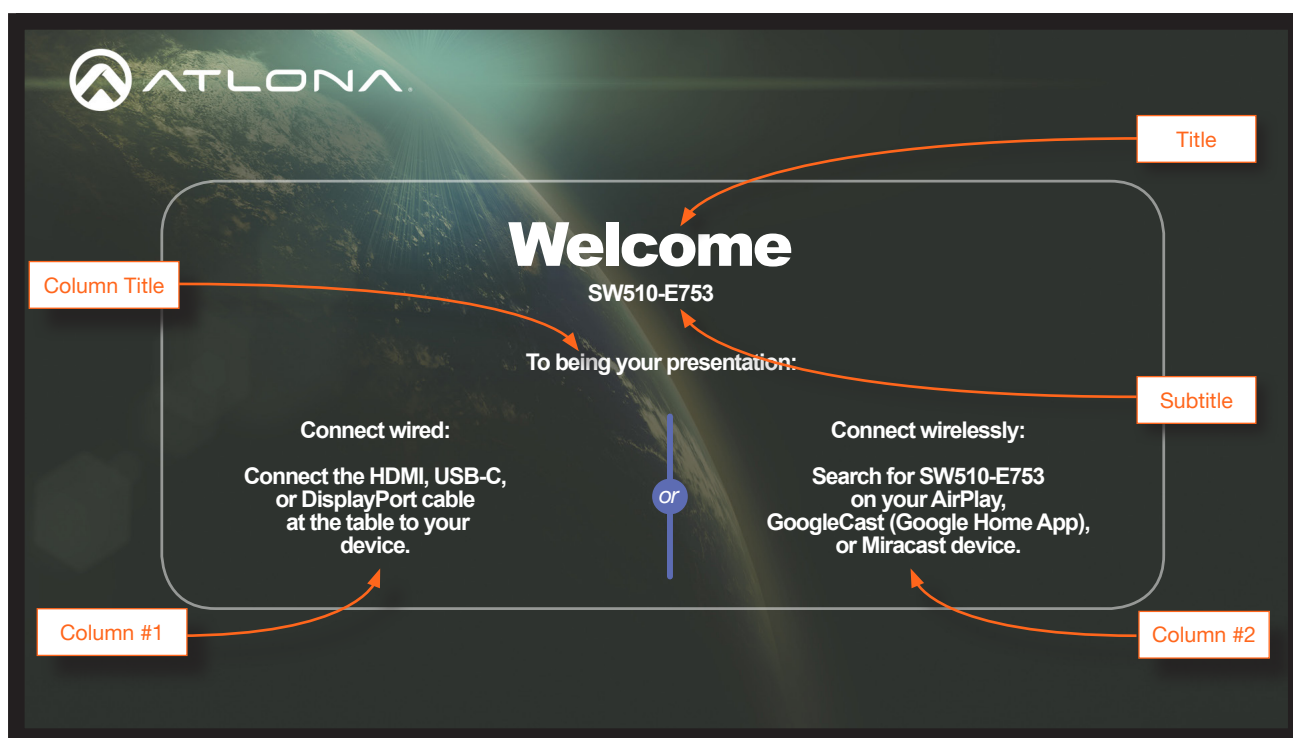 ATLONA.
Title
Welcome
Column Title
SW510-E753
To being your presentation:
Subtitle
Connect wired:
Connect the HDMI, USB-C,
or DisplayPort cable
at the table to your
device.
or
Connect wirelessly:
Search for SW510-E753
on your AirPlay,
GoogleCast (Google Home App),
or Miracast device.
Column #1
Column #2